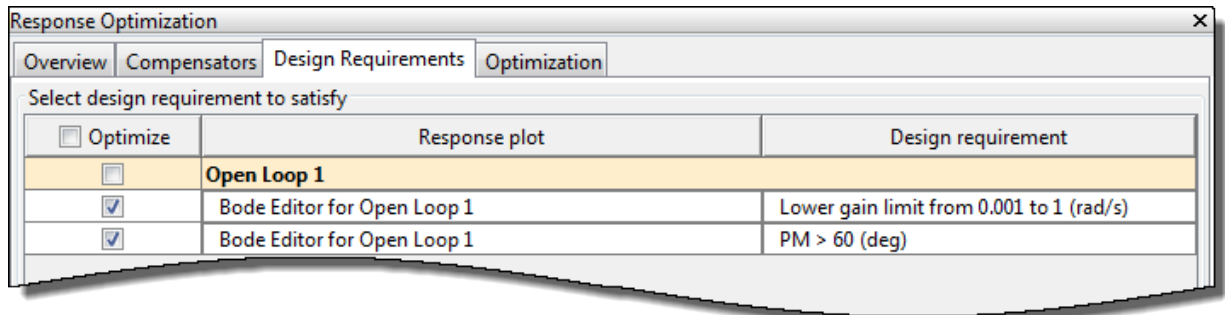 Response Optimization ×
Overview Compensators Design Requirements Optimization
Select design requirement to satisfy
Optimize Response plot Design requirement
Open Loop 1
Bode Editor for Open Loop 1 Lower gain limit from 0.001 to 1 (rad/s)
Bode Editor for Open Loop 1 PM > 60 (deg)